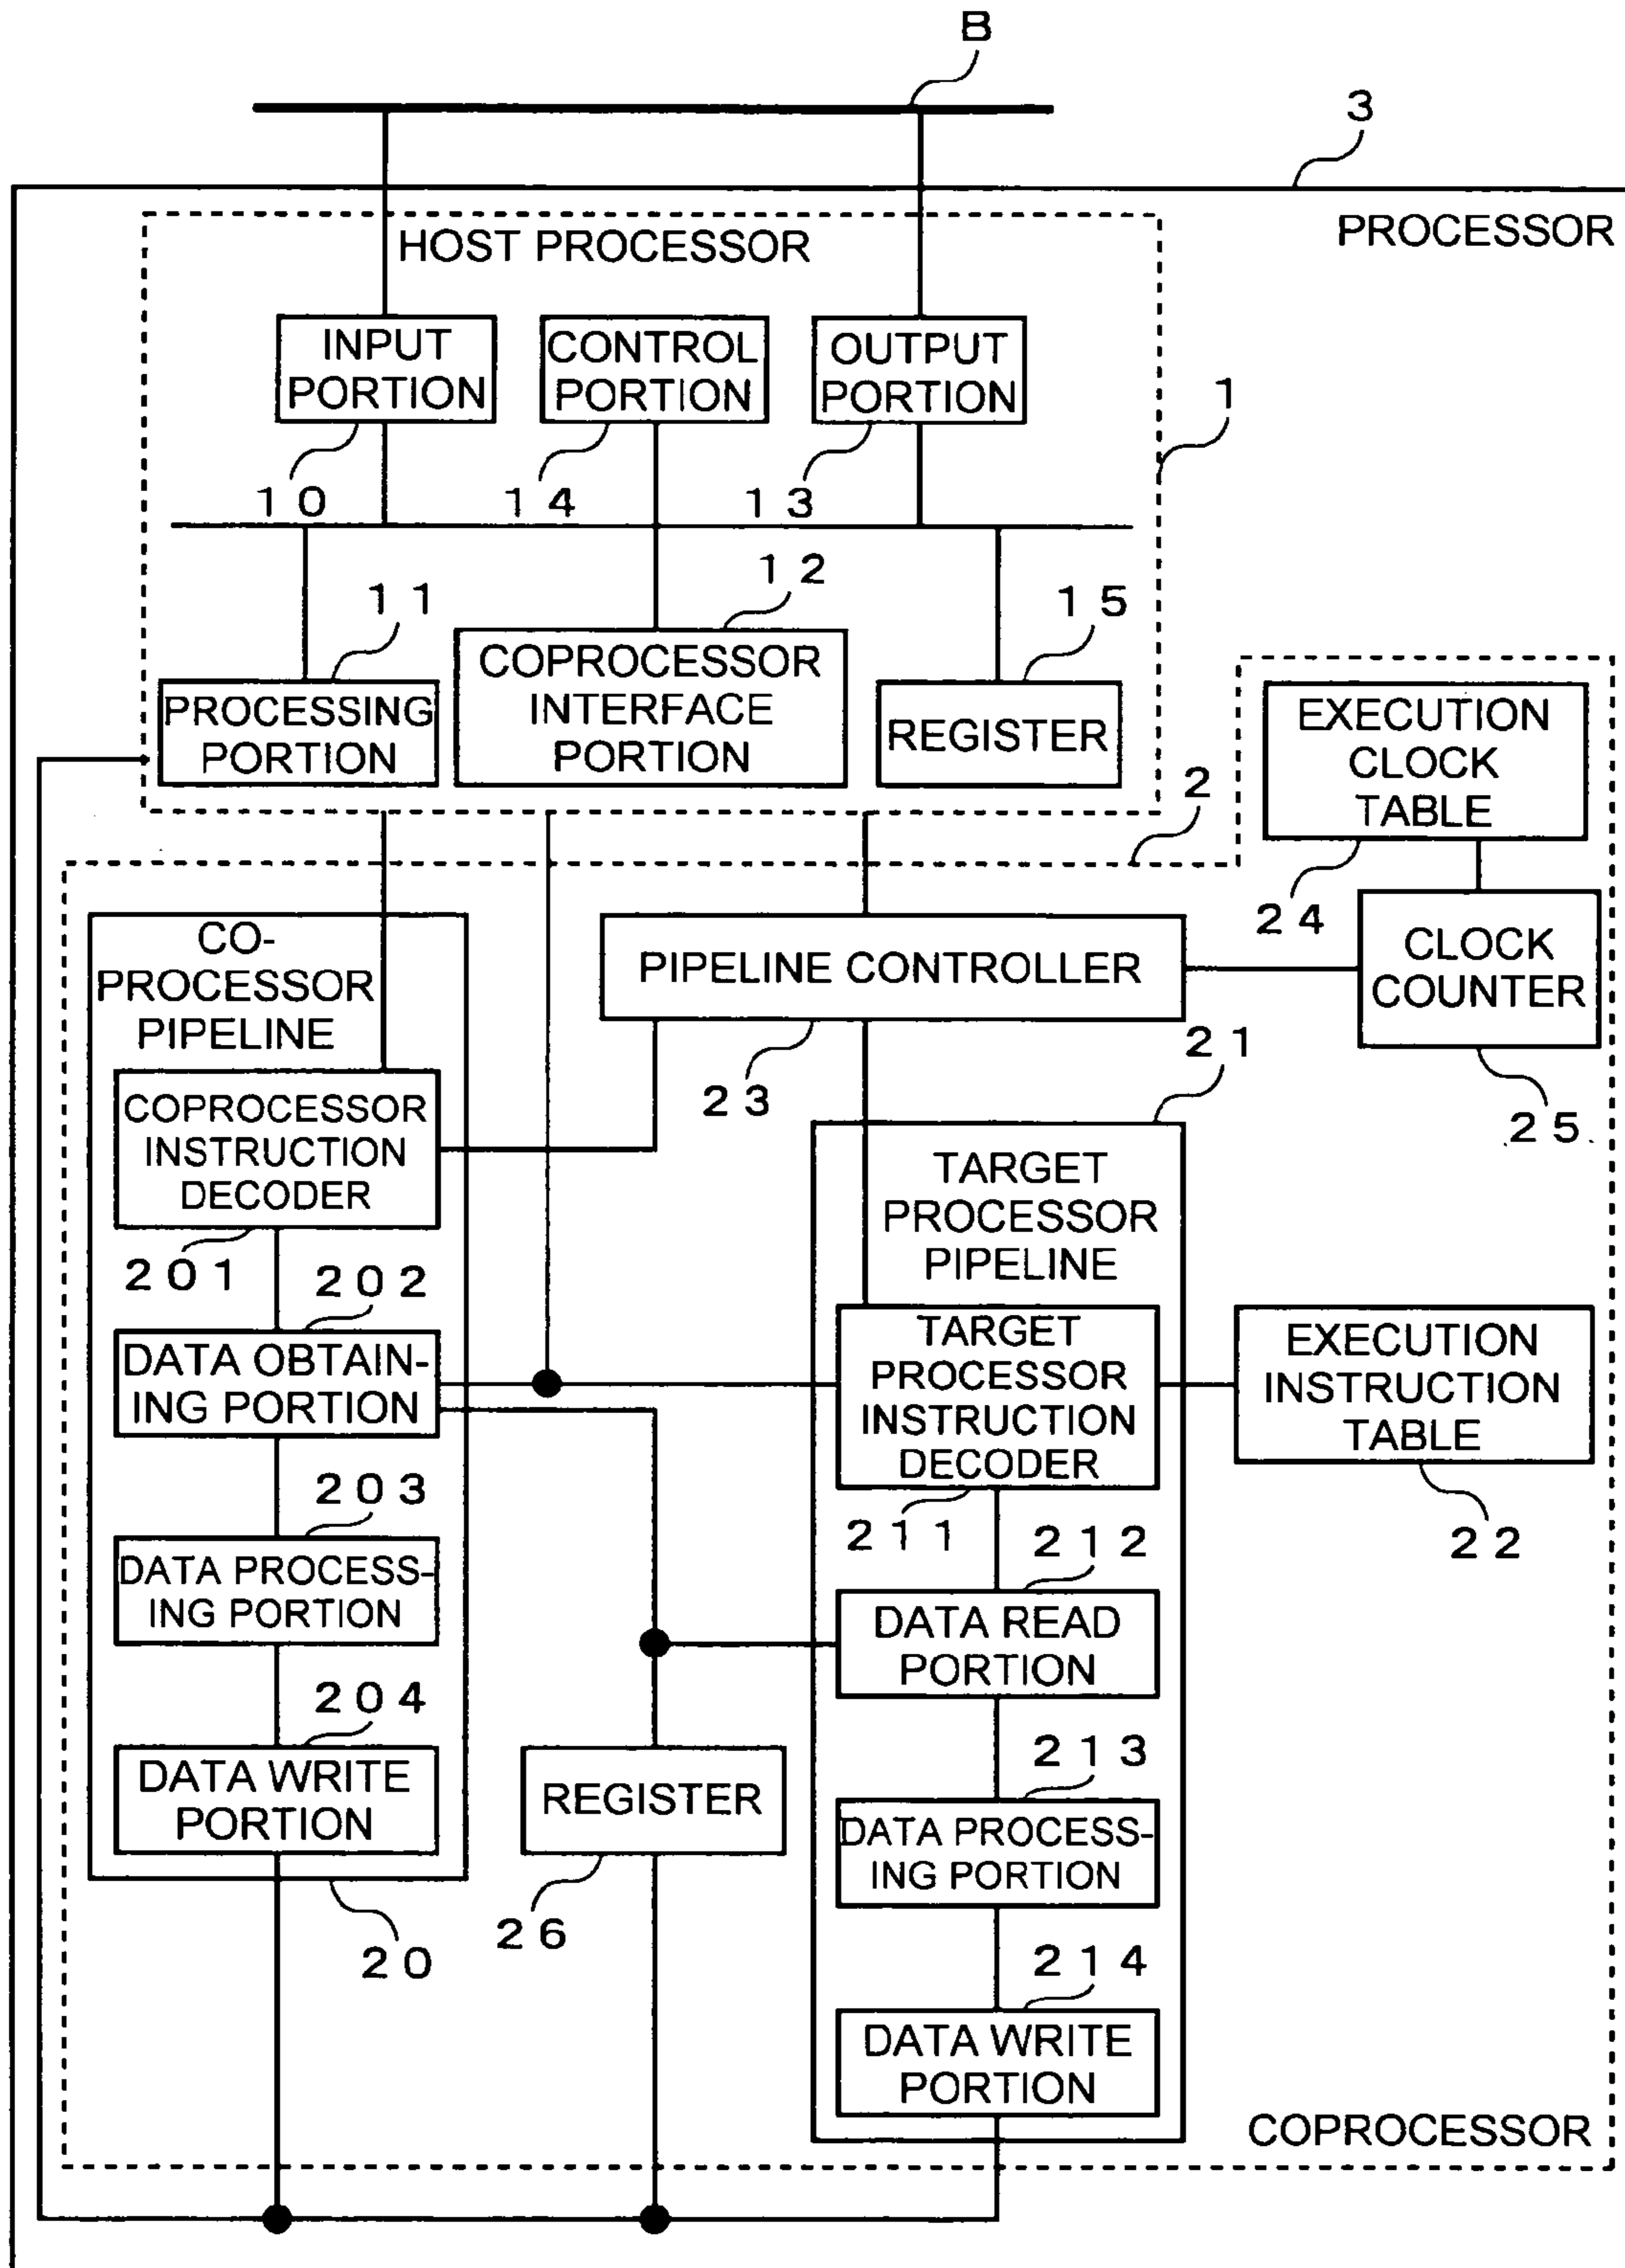 B
3
PROCESSOR
HOST PROCESSOR
INPUT
PORTION
CONTROL
PORTION
OUTPUT
PORTION
1
10
14
13
11
12
15
PROCESSING
PORTION
COPROCESSOR
INTERFACE
PORTION
REGISTER
EXECUTION
CLOCK
TABLE
2
24
CO-
PROCESSOR
PIPELINE
PIPELINE CONTROLLER
CLOCK
COUNTER
23
21
25
COPROCESSOR
INSTRUCTION
DECODER
TARGET
PROCESSOR
PIPELINE
201
202
DATA OBTAIN-
ING PORTION
TARGET
PROCESSOR
INSTRUCTION
DECODER
EXECUTION
INSTRUCTION
TABLE
203
211
212
22
DATA PROCESS-
ING PORTION
DATA READ
PORTION
204
213
DATA WRITE
PORTION
REGISTER
DATA PROCESS-
ING PORTION
20
26
214
DATA WRITE
PORTION
COPROCESSOR